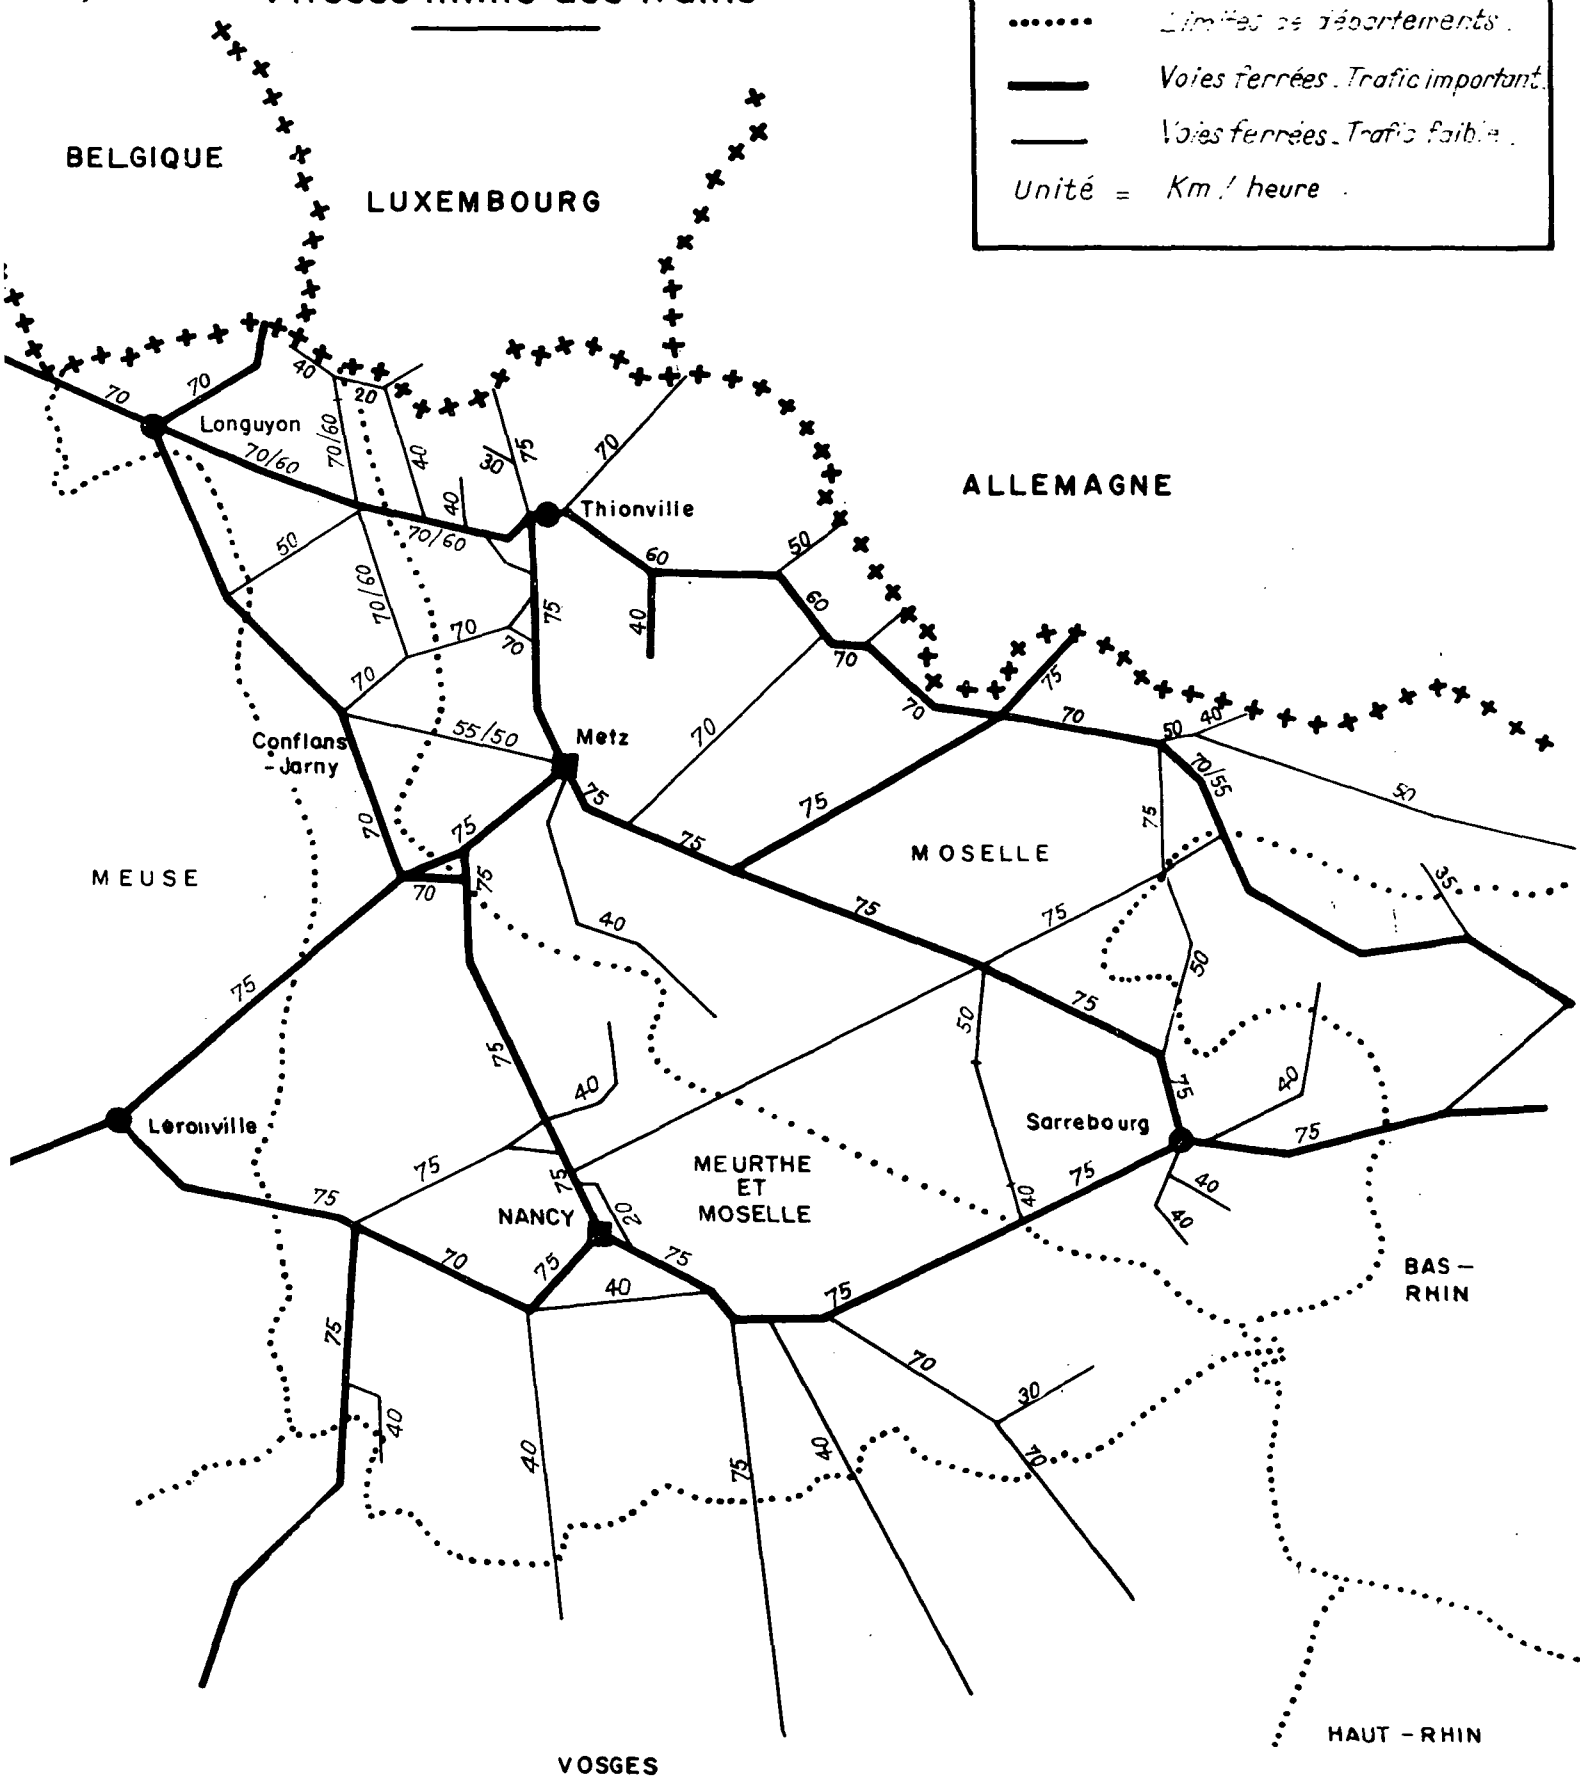 Vitesse limite des trains
Limites de départements.
Voies ferrées. Trafic important.
Voies ferrées. Trafic faible.
Unité = Km/heure
BELGIQUE
LUXEMBOURG
40
70
70
20
Longuyon
70/60
70/60
40
30
75
70
40
ALLEMAGNE
Thionville
70/60
50
60
50
70/60
75
40
60
70
70
70
70
75
70
70
55/50
Metz
70
50
40
Conflans
-Jarny
70/55
75
75
50
70
75
75
75
MOSELLE
MEUSE
70
75
35
75
75
40
50
75
75
50
75
40
40
75
Lérouville
Sarrebourg
75
75
MEURTHE
ET
MOSELLE
75
75
40
40
75
NANCY
20
40
70
75
75
BAS-
RHIN
40
75
75
70
30
40
40
75
40
70
HAUT-RHIN
VOSGES